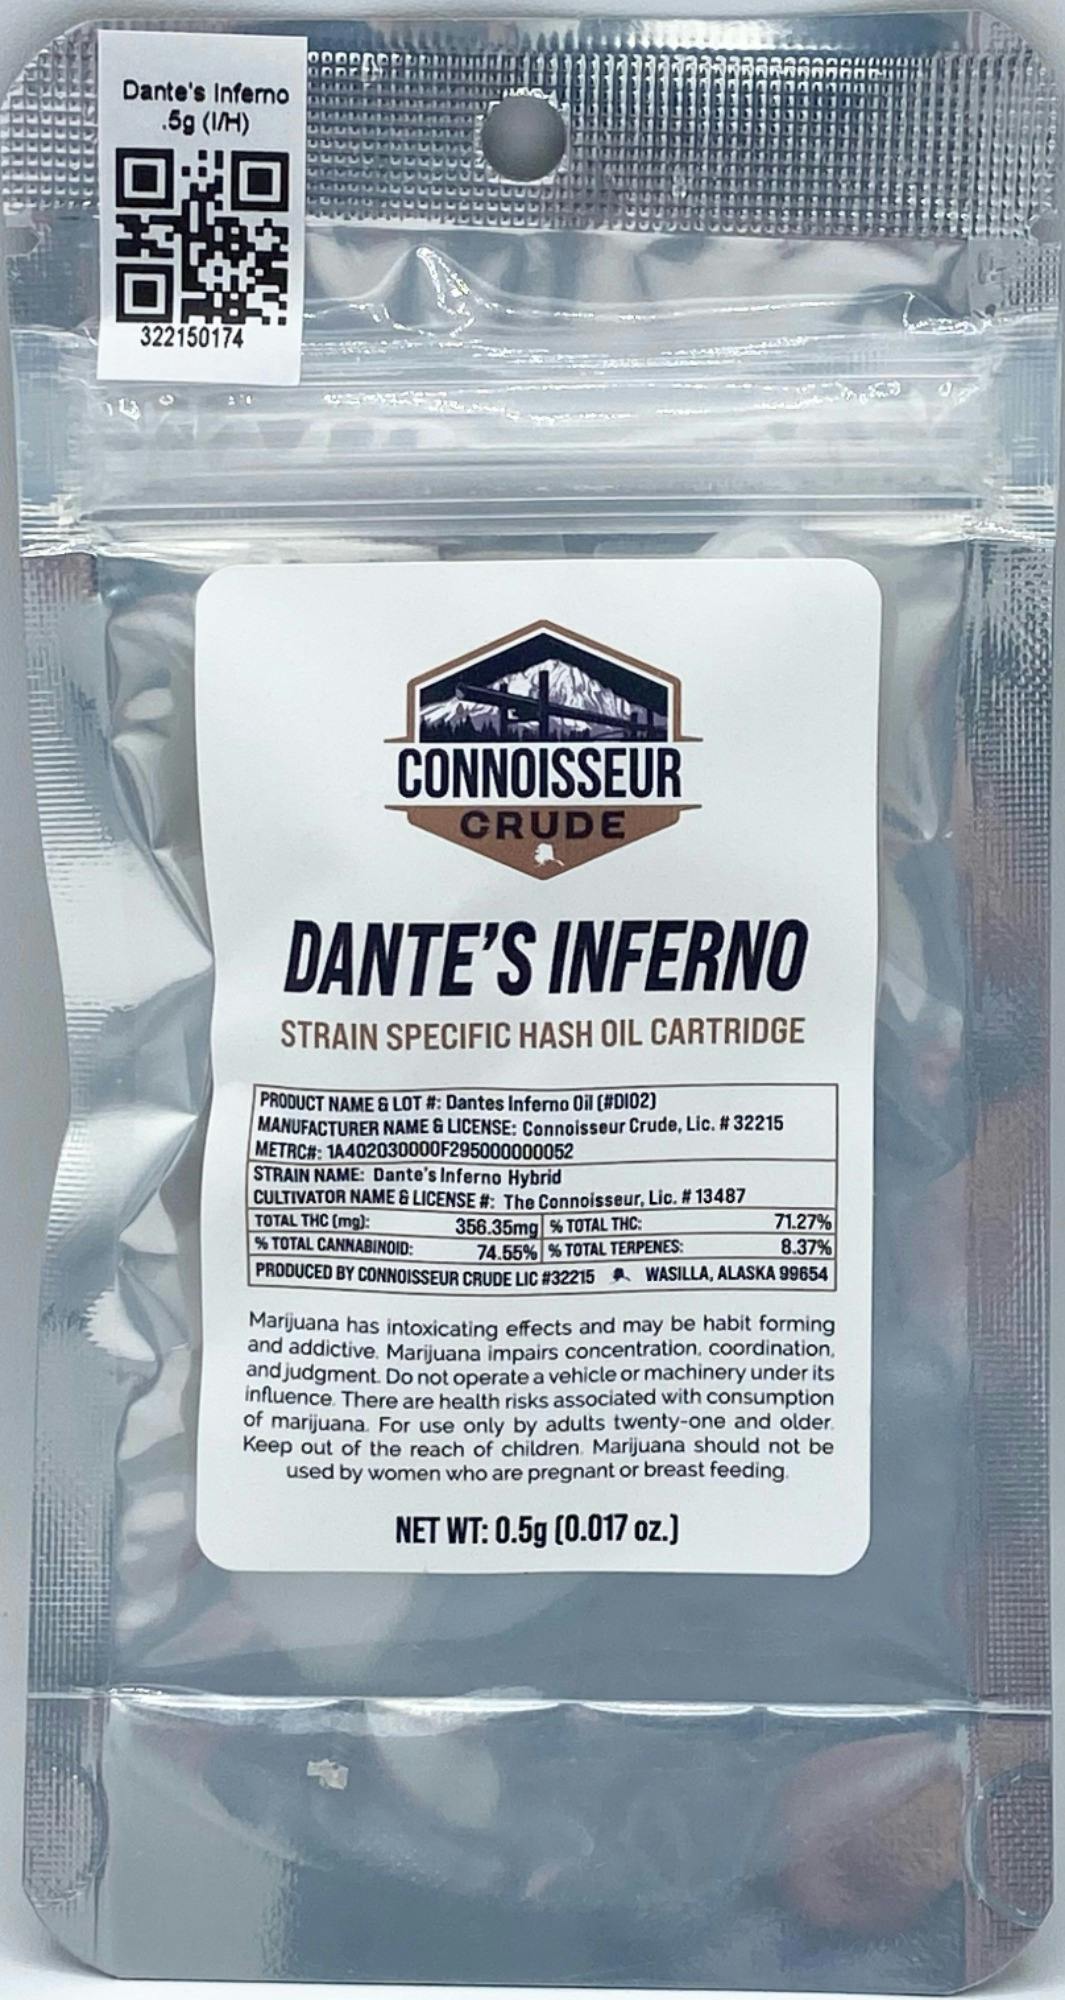 Dante's Inferno
.5g (I/H)
322150174
CONNOISSEUR
CRUDE
DANTE'S INFERNO
STRAIN SPECIFIC HASH OIL CARTRIDGE
PRODUCT NAME & LOT #: Dantes Inferno Oil (#DI02)
MANUFACTURER NAME & LICENSE: Connoisseur Crude, Lic. # 32215
METRC#: 1A402030000F295000000052
STRAIN NAME: Dante's Inferno Hybrid
CULTIVATOR NAME & LICENSE #: The Connoisseur, Lic. # 13487
TOTAL THC (mg): 356.35mg % TOTAL THC: 71.27%
% TOTAL CANNABINOID: 74.55% % TOTAL TERPENES: 8.37%
PRODUCED BY CONNOISSEUR CRUDE LIC #32215 WASILLA, ALASKA 99654
Marijuana has intoxicating effects and may be habit forming
and addictive. Marijuana impairs concentration, coordination,
and judgment. Do not operate a vehicle or machinery under its
influence. There are health risks associated with consumption
of marijuana. For use only by adults twenty-one and older.
Keep out of the reach of children. Marijuana should not be
used by women who are pregnant or breast feeding.
NET WT: 0.5g (0.017 oz.)